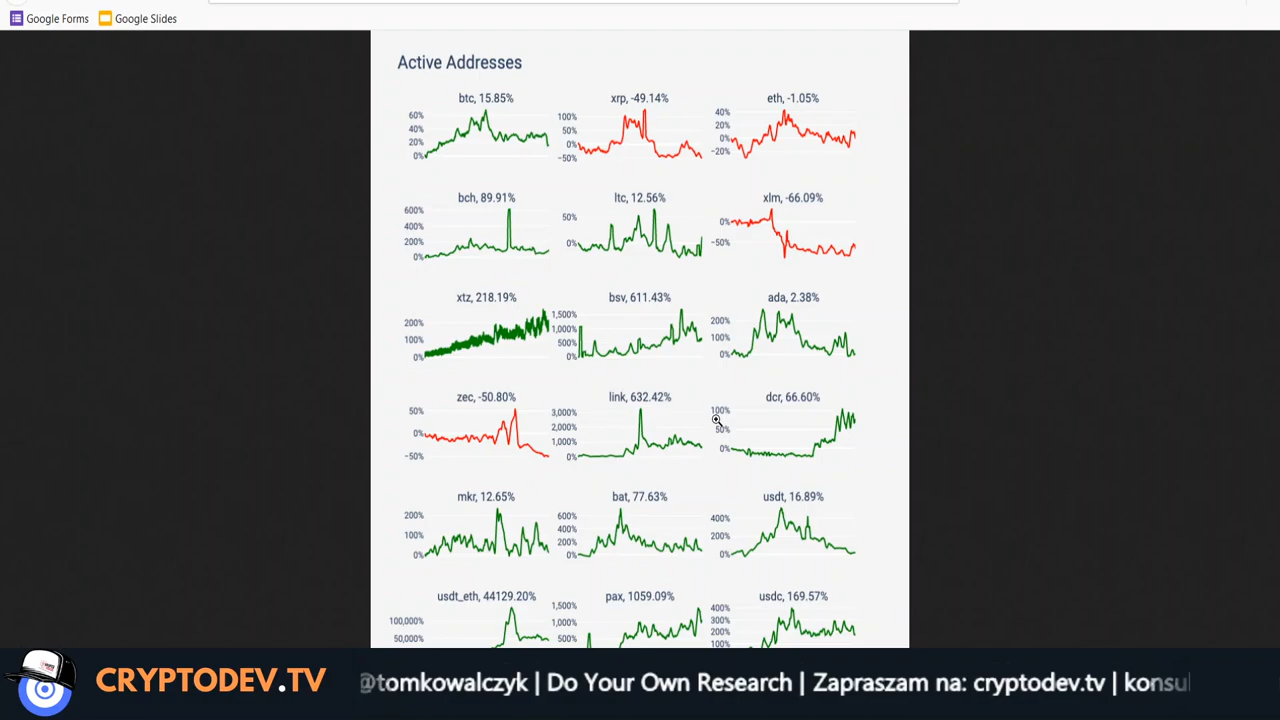 Google Forms Google Slides
Active Addresses
btc, 15.85% xrp, -49.14% eth, -1.05%
60% 100% 40%
40% 50% 20%
20% 0% 0%
0% -50% -20%
bch, 89.91% ltc, 12.56% xlm, -66.09%
600% 50% 0%
400% 0% -50%
200%
0%
xtz, 218.19% bsv, 611.43% ada, 2.38%
200% 1,500% 200%
100% 1,000% 100%
0% 500% 0%
0%
zec, -50.80% link, 632.42% dcr, 66.60%
50% 3,000% 100%
0% 2,000% 50%
-50% 1,000% 0%
0%
mkr, 12.65% bat, 77.63% usdt, 16.89%
200% 600% 400%
100% 400% 200%
0% 200% 0%
0%
usdt_eth, 44129.20% pax, 1059.09% usdc, 169.57%
100,000% 1,500% 400%
50,000% 1,000% 300%
500% 200%
100%
CRYPTODEV.TV @tomkowalczyk | Do Your Own Research | Zapraszam na: cryptodev.tv | konsul